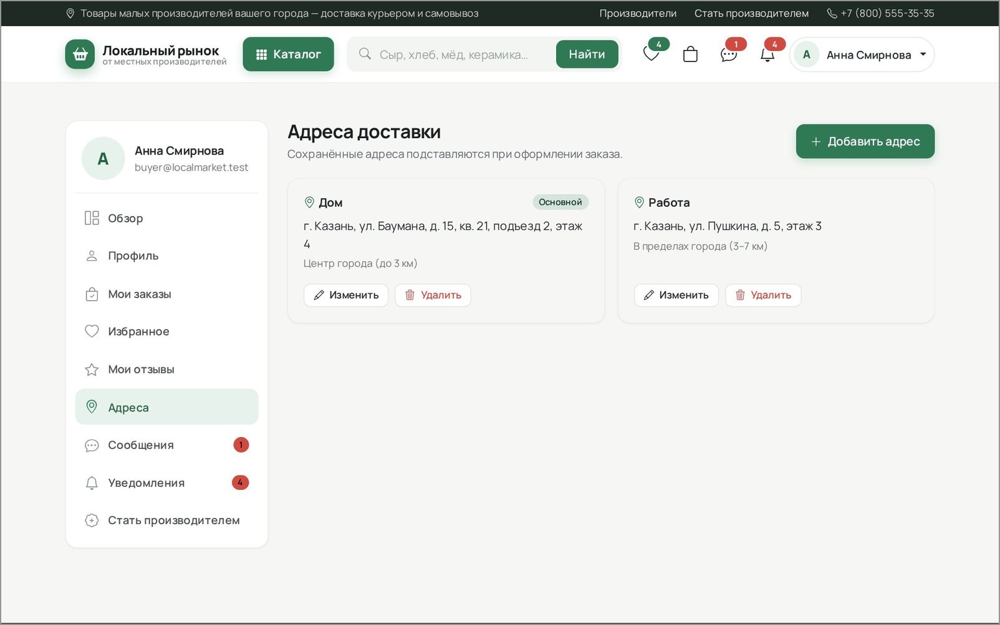 Товары малых производителей вашего города — доставка курьером и самовывоз
Производители
Стать производителем
+7 (800) 555-35-35
Локальный рынок
от местных производителей
Каталог
Сыр, хлеб, мёд, керамика...
Найти
4
1
4
А
Анна Смирнова
А
Анна Смирнова
buyer@localmarket.test
Обзор
Профиль
Мои заказы
Избранное
Мои отзывы
Адреса
Сообщения
1
Уведомления
4
Стать производителем
Адреса доставки
Сохранённые адреса подставляются при оформлении заказа.
+ Добавить адрес
Дом
Основной
г. Казань, ул. Баумана, д. 15, кв. 21, подъезд 2, этаж
4
Центр города (до 3 км)
Изменить
Удалить
Работа
г. Казань, ул. Пушкина, д. 5, этаж 3
В пределах города (3–7 км)
Изменить
Удалить